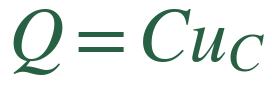 Q = Cu_C